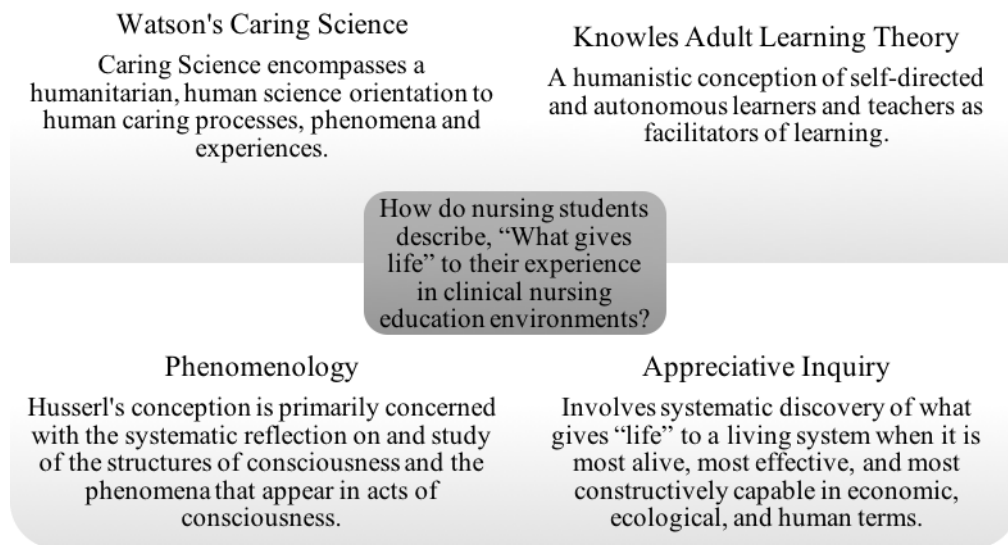 Watson's Caring Science
Caring Science encompasses a
humanitarian, human science orientation to
human caring processes, phenomena and
experiences.
Knowles Adult Learning Theory
A humanistic conception of self-directed
and autonomous learners and teachers as
facilitators of learning.
How do nursing students
describe, “What gives
life” to their experience
in clinical nursing
education environments?
Phenomenology
Husserl's conception is primarily concerned
with the systematic reflection on and study
of the structures of consciousness and the
phenomena that appear in acts of
consciousness.
Appreciative Inquiry
Involves systematic discovery of what
gives “life” to a living system when it is
most alive, most effective, and most
constructively capable in economic,
ecological, and human terms.